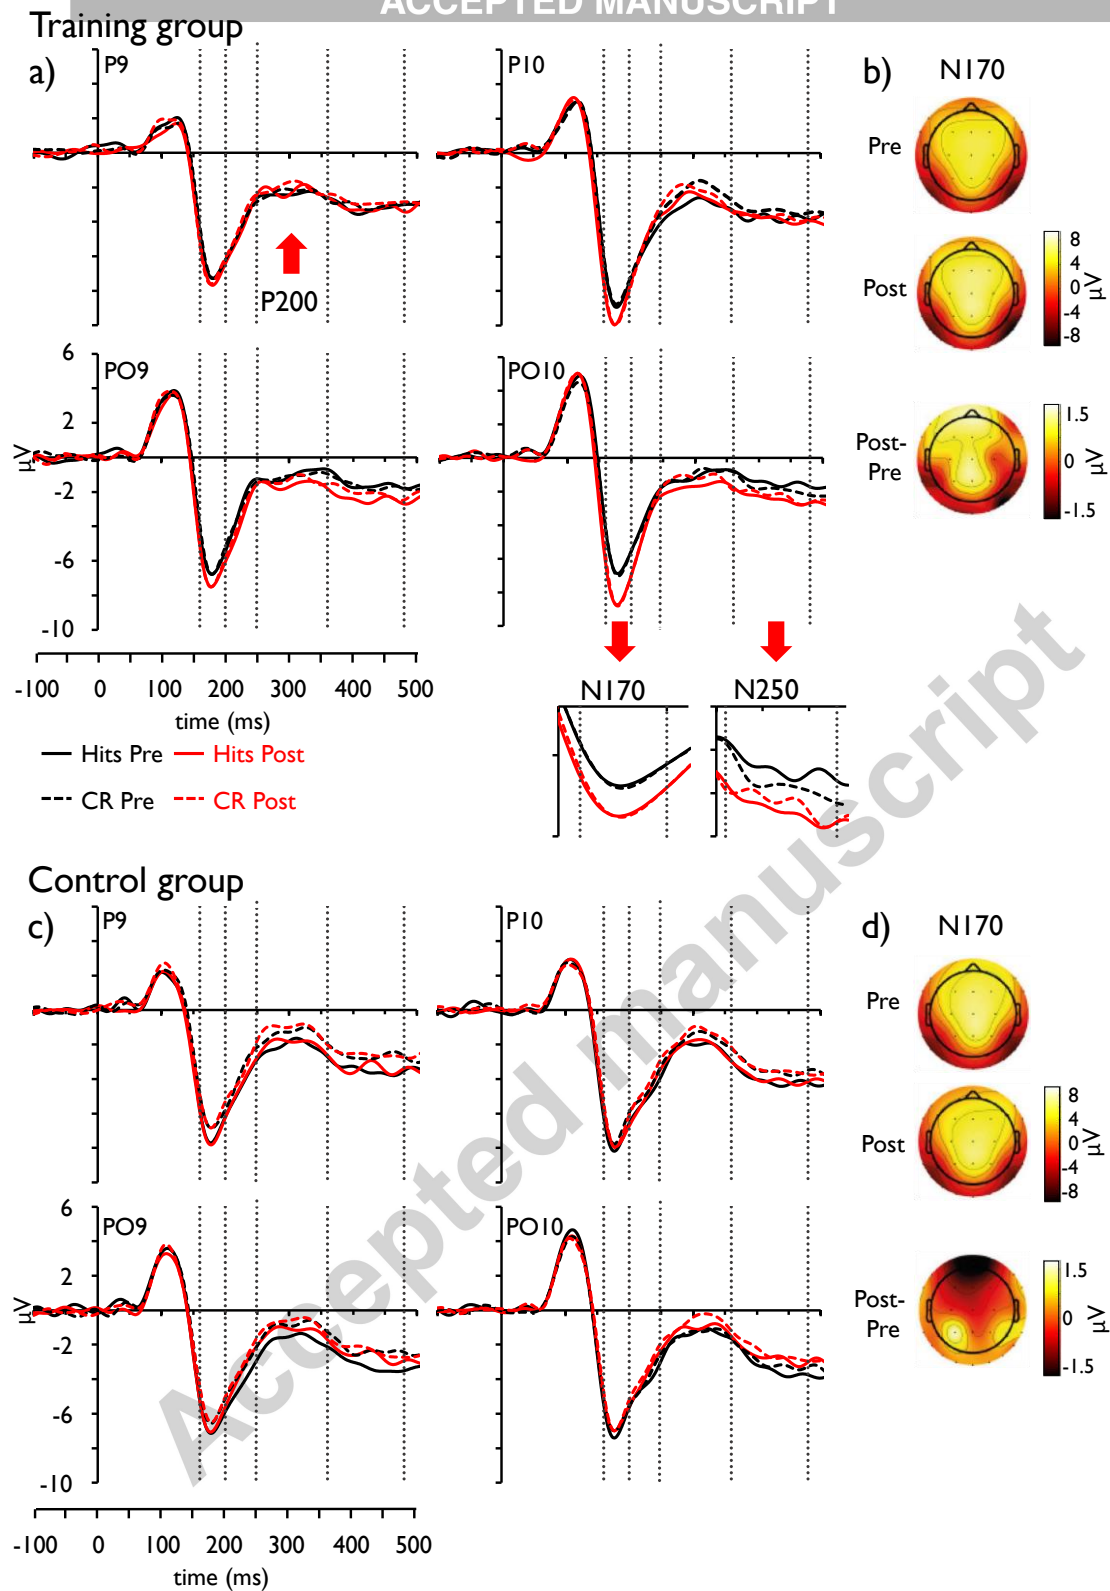 ACCEPTED MANUSCRIPT
Training group
a)
P9
P10
b)
N170
Pre
P200
Post
8
4
0
-4
-8
µV
6
2
-2
-6
-10
µV
PO9
PO10
Post-
Pre
1.5
0
-1.5
µV
-100 0 100 200 300 400 500
time (ms)
N170
N250
Hits Pre
Hits Post
CR Pre
CR Post
Control group
c)
P9
P10
d)
N170
Pre
Post
8
4
0
-4
-8
µV
6
2
-2
-6
-10
µV
PO9
PO10
Post-
Pre
1.5
0
-1.5
µV
-100 0 100 200 300 400 500
time (ms)
Accepted manuscript